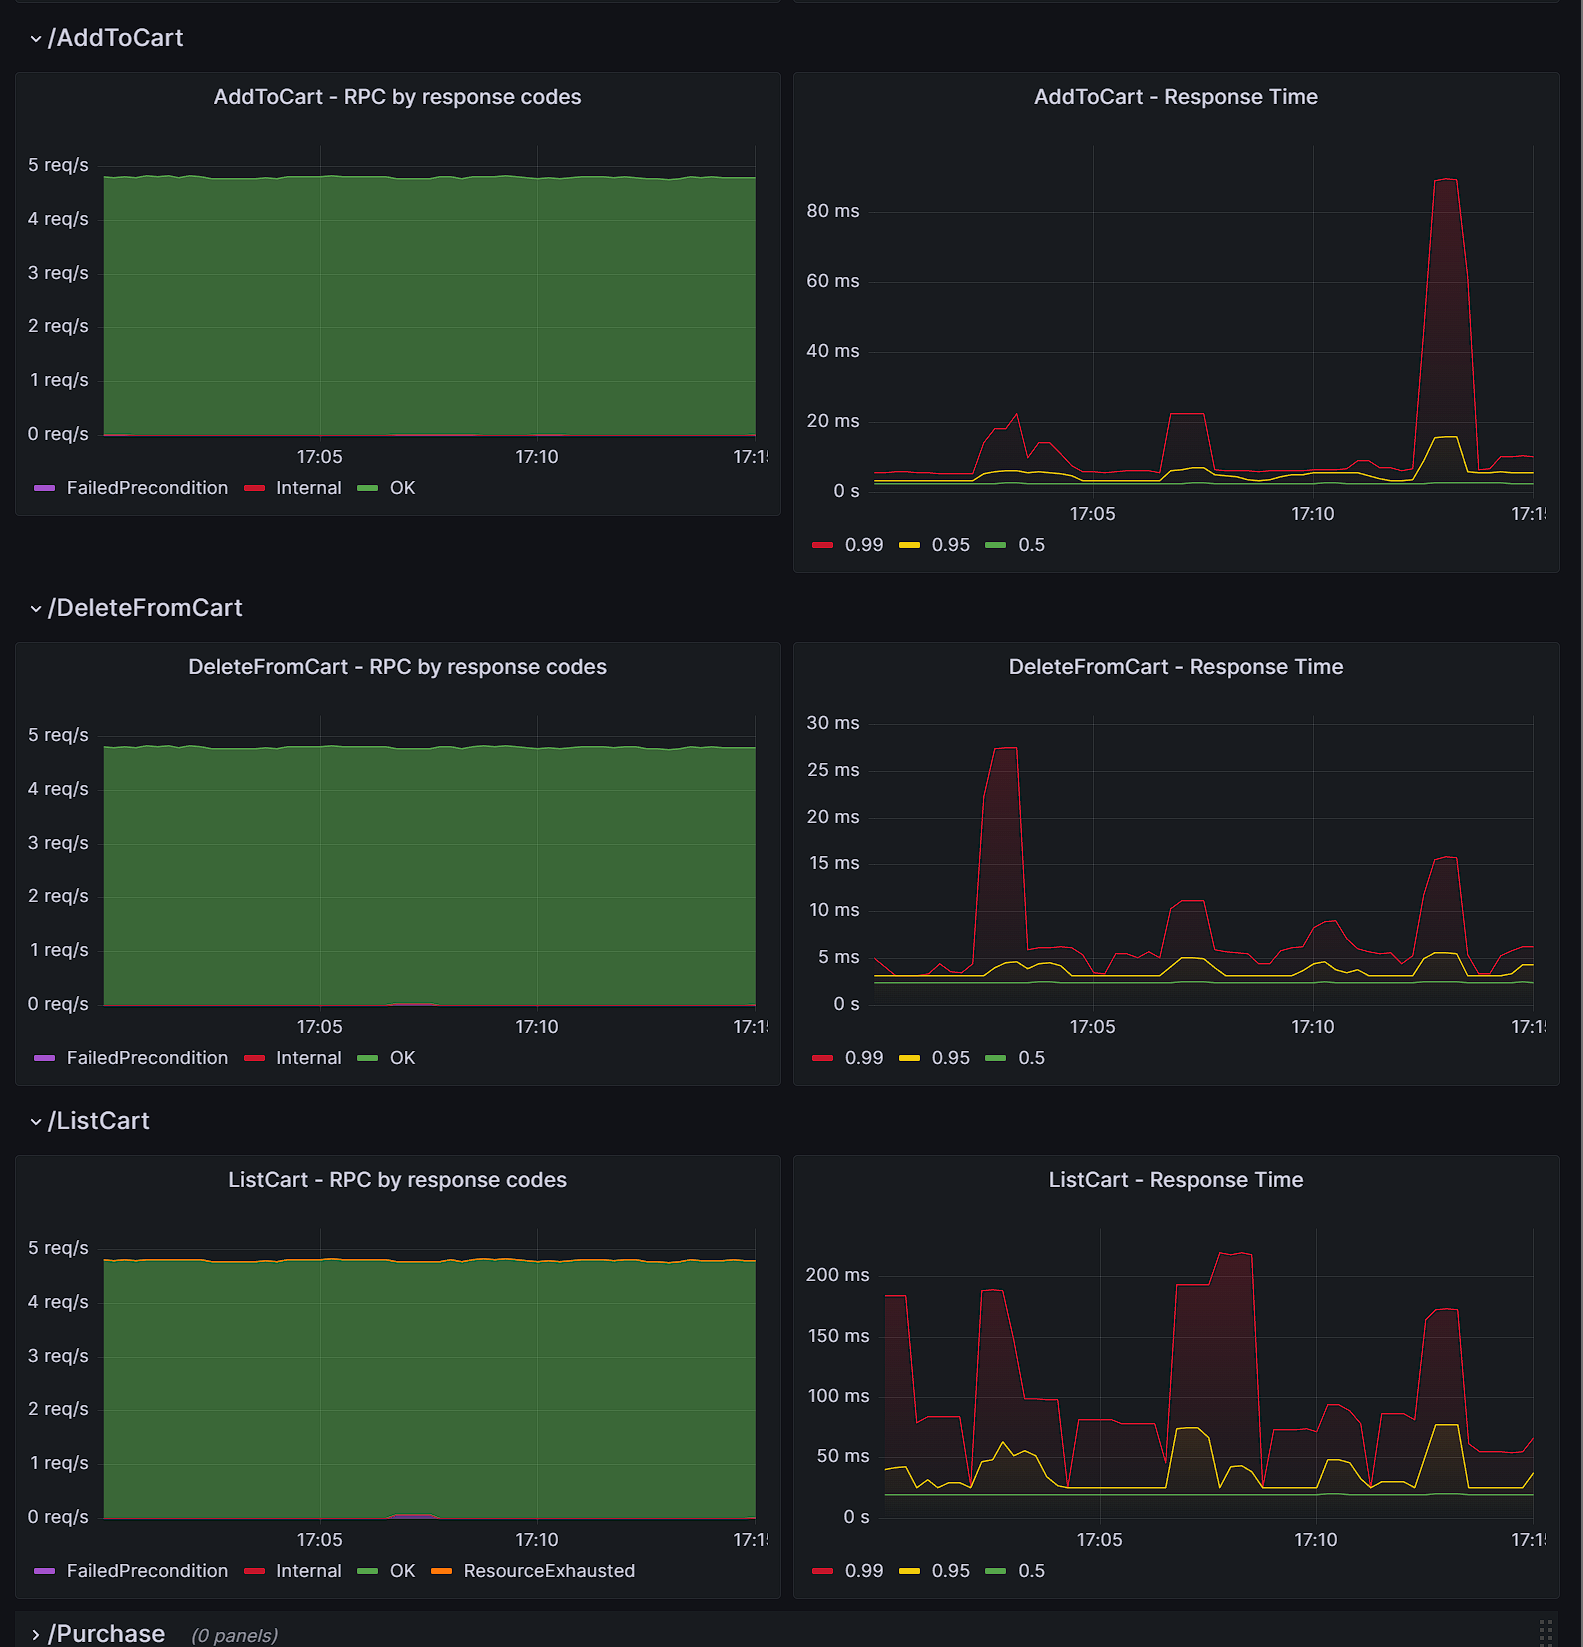 /AddToCart
AddToCart - RPC by response codes
5 req/s
4 req/s
3 req/s
2 req/s
1 req/s
0 req/s
17:05 17:10 17:15
FailedPrecondition Internal OK
AddToCart - Response Time
80 ms
60 ms
40 ms
20 ms
0 s
17:05 17:10 17:15
0.99 0.95 0.5
/DeleteFromCart
DeleteFromCart - RPC by response codes
5 req/s
4 req/s
3 req/s
2 req/s
1 req/s
0 req/s
17:05 17:10 17:15
FailedPrecondition Internal OK
DeleteFromCart - Response Time
30 ms
25 ms
20 ms
15 ms
10 ms
5 ms
0 s
17:05 17:10 17:15
0.99 0.95 0.5
/ListCart
ListCart - RPC by response codes
5 req/s
4 req/s
3 req/s
2 req/s
1 req/s
0 req/s
17:05 17:10 17:15
FailedPrecondition Internal OK ResourceExhausted
ListCart - Response Time
200 ms
150 ms
100 ms
50 ms
0 s
17:05 17:10 17:15
0.99 0.95 0.5
/Purchase (0 panels)